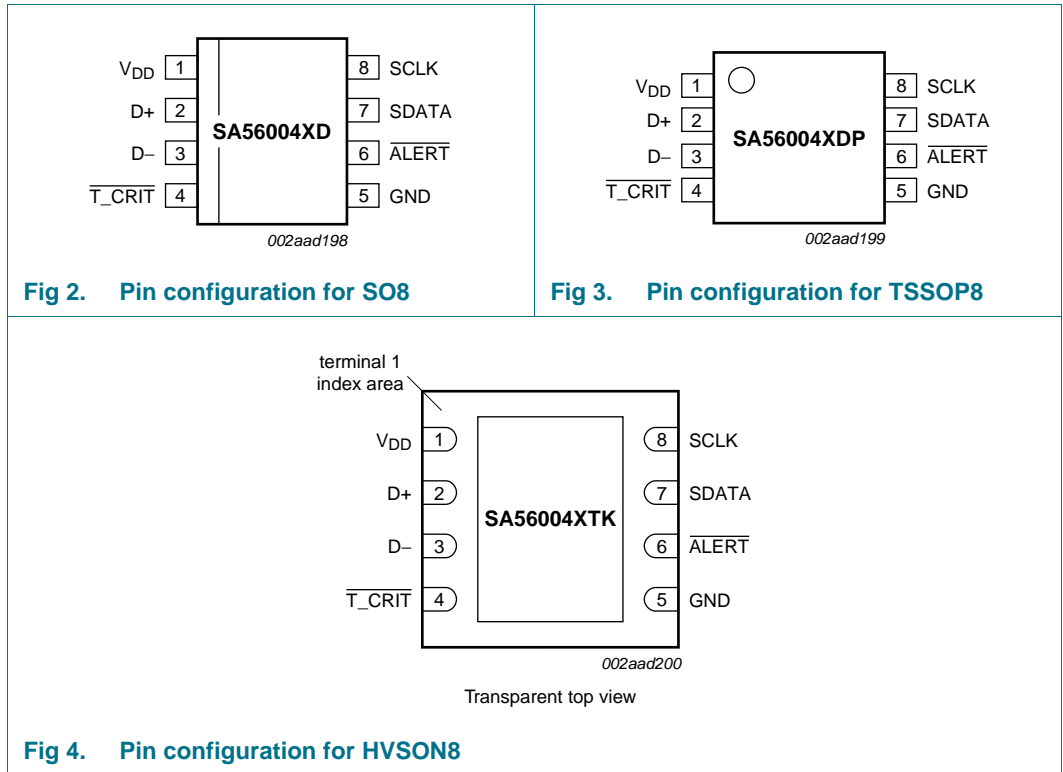 VDD 1
D+ 2
D− 3
T_CRIT 4
SA56004XD
8 SCLK
7 SDATA
6 ALERT
5 GND
002aad198
Fig 2. Pin configuration for SO8
VDD 1
D+ 2
D− 3
T_CRIT 4
SA56004XDP
8 SCLK
7 SDATA
6 ALERT
5 GND
002aad199
Fig 3. Pin configuration for TSSOP8
terminal 1
index area
VDD 1
D+ 2
D− 3
T_CRIT 4
SA56004XTK
8 SCLK
7 SDATA
6 ALERT
5 GND
002aad200
Transparent top view
Fig 4. Pin configuration for HVSON8